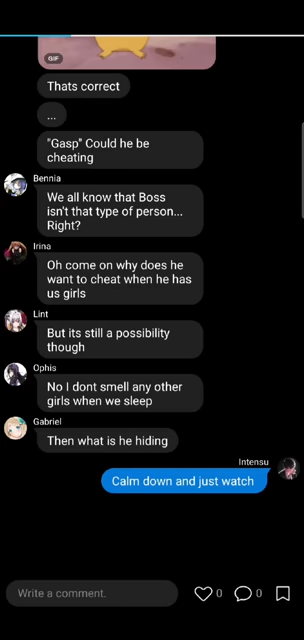 GIF
Thats correct
...
"Gasp" Could he be
cheating
Bennia
We all know that Boss
isn't that type of person...
Right?
Irina
Oh come on why does he
want to cheat when he has
us girls
Lint
But its still a possibility
though
Ophis
No I dont smell any other
girls when we sleep
Gabriel
Then what is he hiding
Intensu
Calm down and just watch
Write a comment.
0
0